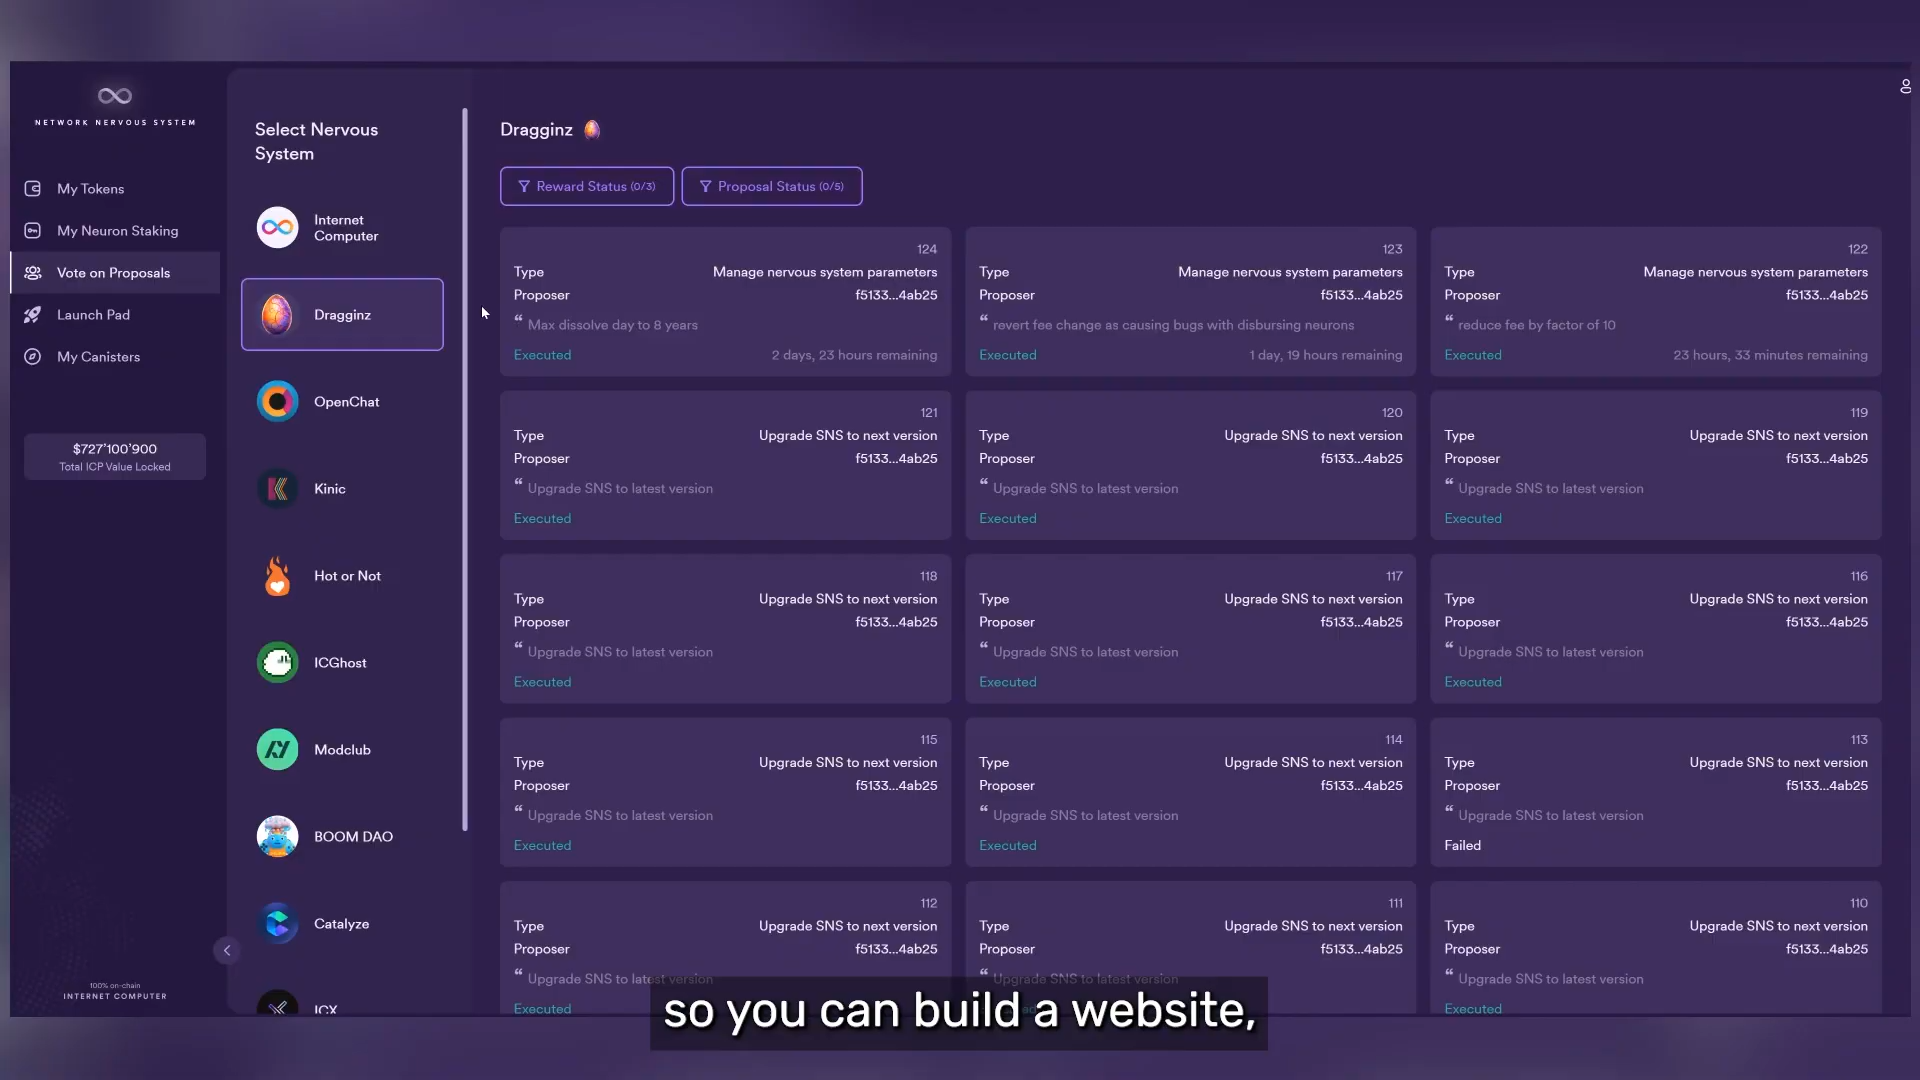 NETWORK NERVOUS SYSTEM
My Tokens
My Neuron Staking
Vote on Proposals
Launch Pad
My Canisters
$727'100'900
Total ICP Value Locked
100% on-chain
INTERNET COMPUTER
Select Nervous
System
Internet
Computer
Dragginz
OpenChat
Kinic
Hot or Not
ICGhost
Modclub
BOOM DAO
Catalyze
ICX
Dragginz
Reward Status (0/3)
Proposal Status (0/5)
124
Type Manage nervous system parameters
Proposer f5133...4ab25
“ Max dissolve day to 8 years
Executed 2 days, 23 hours remaining
123
Type Manage nervous system parameters
Proposer f5133...4ab25
“ revert fee change as causing bugs with disbursing neurons
Executed 1 day, 19 hours remaining
122
Type Manage nervous system parameters
Proposer f5133...4ab25
“ reduce fee by factor of 10
Executed 23 hours, 33 minutes remaining
121
Type Upgrade SNS to next version
Proposer f5133...4ab25
“ Upgrade SNS to latest version
Executed
120
Type Upgrade SNS to next version
Proposer f5133...4ab25
“ Upgrade SNS to latest version
Executed
119
Type Upgrade SNS to next version
Proposer f5133...4ab25
“ Upgrade SNS to latest version
Executed
118
Type Upgrade SNS to next version
Proposer f5133...4ab25
“ Upgrade SNS to latest version
Executed
117
Type Upgrade SNS to next version
Proposer f5133...4ab25
“ Upgrade SNS to latest version
Executed
116
Type Upgrade SNS to next version
Proposer f5133...4ab25
“ Upgrade SNS to latest version
Executed
115
Type Upgrade SNS to next version
Proposer f5133...4ab25
“ Upgrade SNS to latest version
Executed
114
Type Upgrade SNS to next version
Proposer f5133...4ab25
“ Upgrade SNS to latest version
Executed
113
Type Upgrade SNS to next version
Proposer f5133...4ab25
“ Upgrade SNS to latest version
Failed
112
Type Upgrade SNS to next version
Proposer f5133...4ab25
“ Upgrade SNS to latest version
Executed
111
Type Upgrade SNS to next version
Proposer f5133...4ab25
“ Upgrade SNS to latest version
110
Type Upgrade SNS to next version
Proposer f5133...4ab25
“ Upgrade SNS to latest version
Executed
so you can build a website,